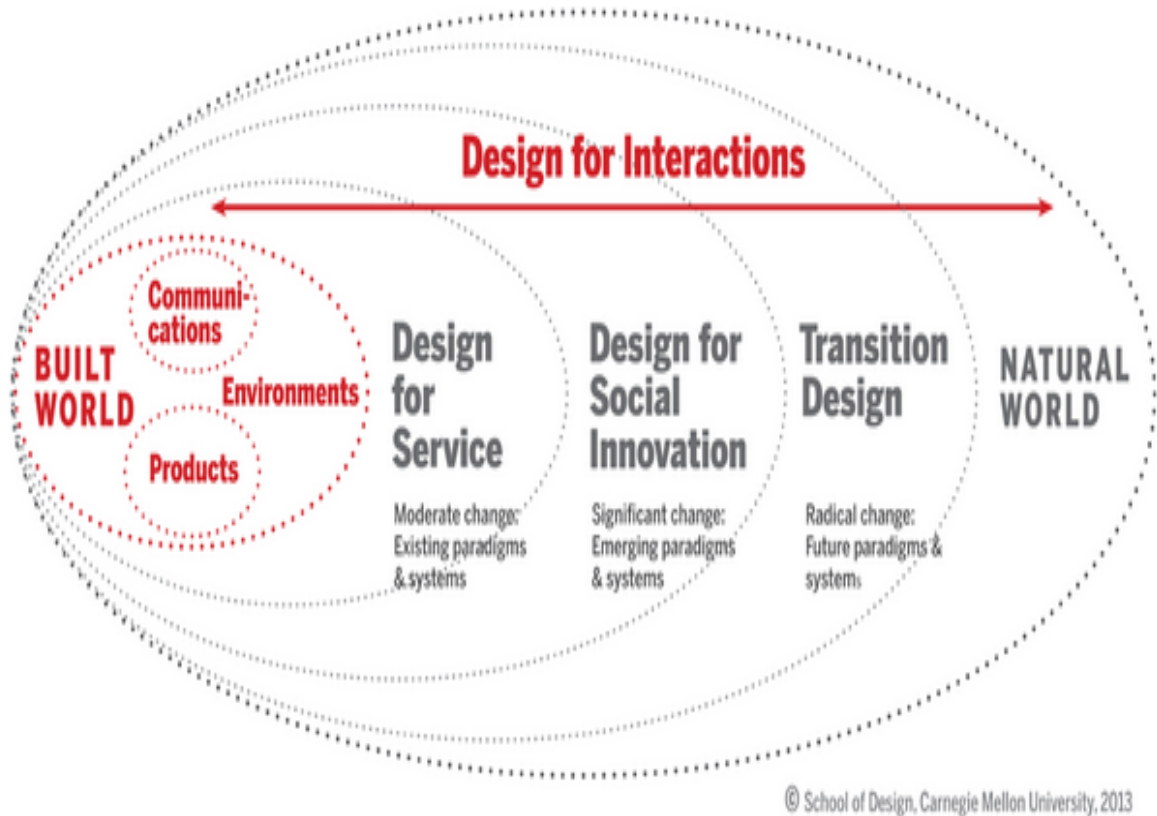 Design for Interactions
Communi-
cations
BUILT
WORLD
Environments
Products
Design
for
Service
Moderate change:
Existing paradigms
& systems
Design for
Social
Innovation
Significant change:
Emerging paradigms
& systems
Transition
Design
Radical change:
Future paradigms &
systems
NATURAL
WORLD
© School of Design, Carnegie Mellon University, 2013